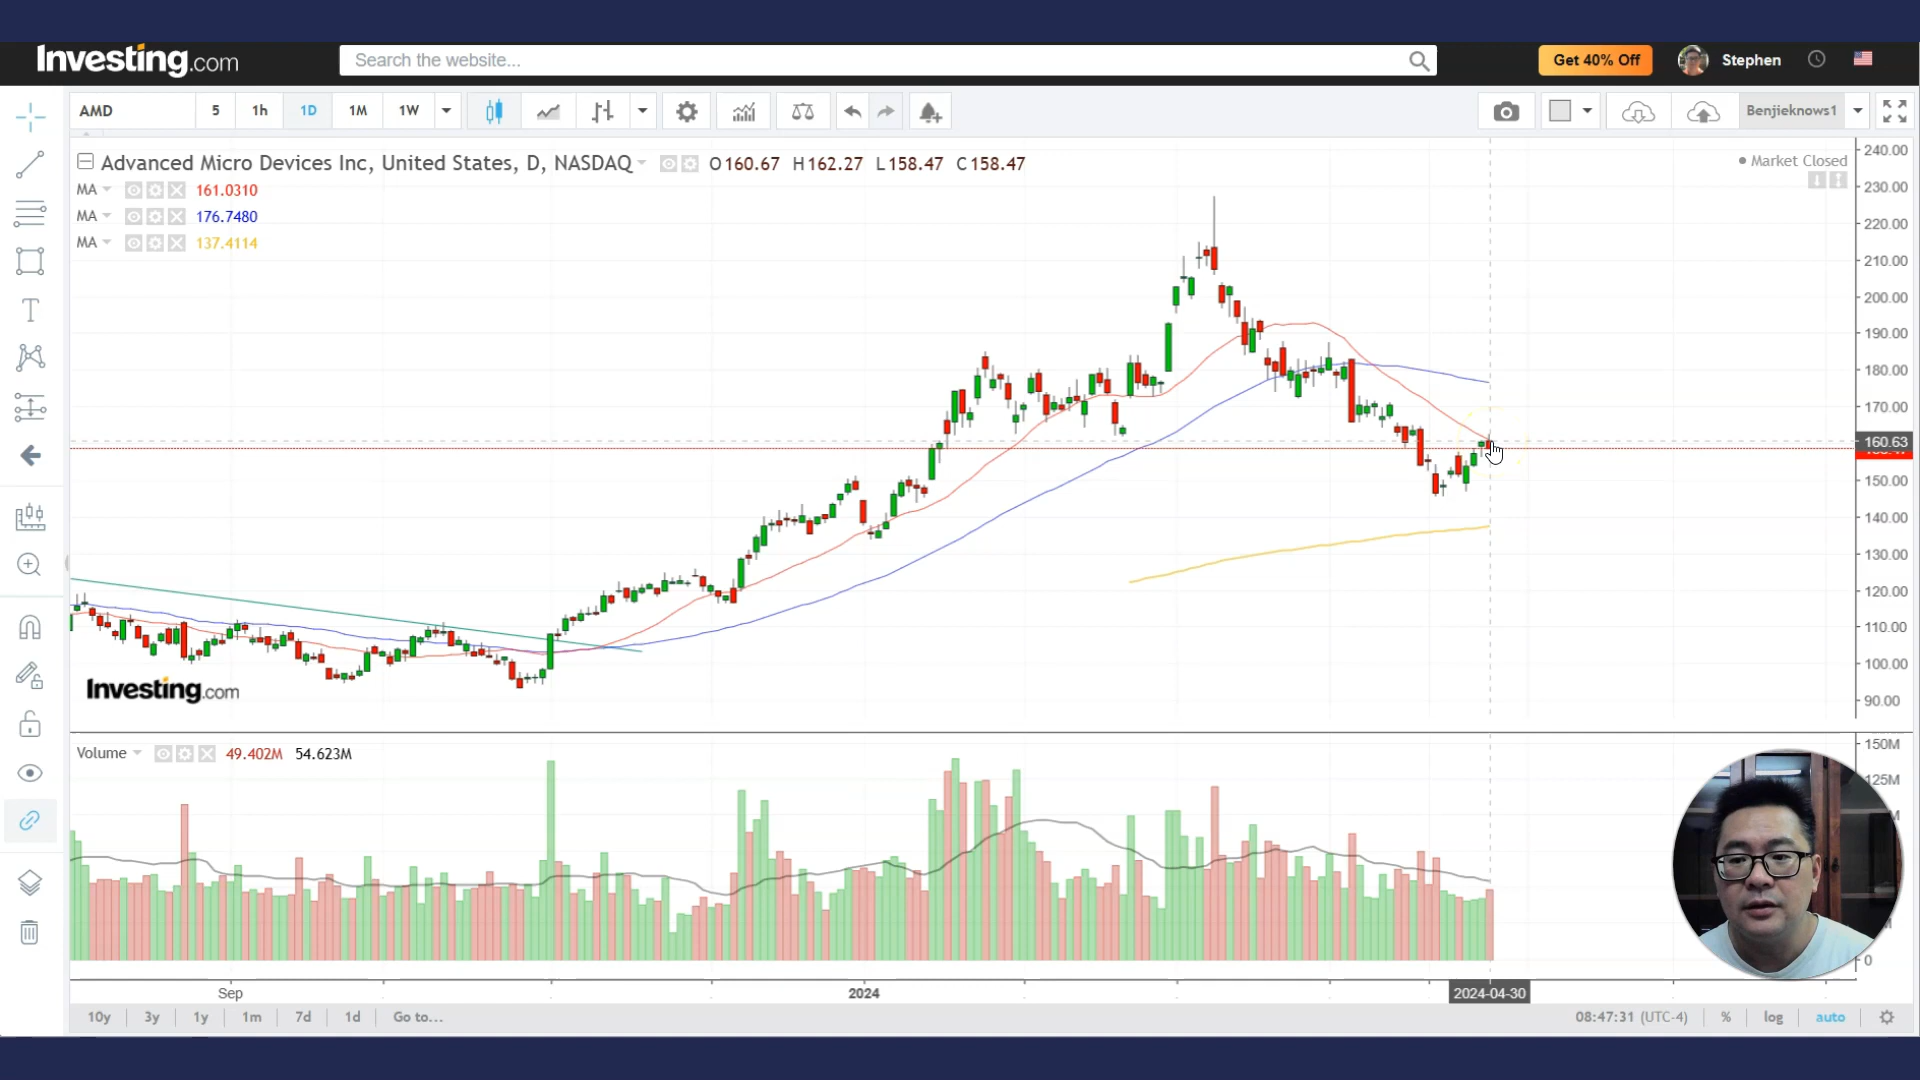 Investing.com
Search the website...
Get 40% Off
Stephen
AMD
5
1h
1D
1M
1W
Benjieknows1
Advanced Micro Devices Inc, United States, D, NASDAQ
O160.67 H162.27 L158.47 C158.47
Market Closed
MA 161.0310
MA 176.7480
MA 137.4114
240.00
230.00
220.00
210.00
200.00
190.00
180.00
170.00
160.63
150.00
140.00
130.00
120.00
110.00
100.00
90.00
Investing.com
Volume 49.402M 54.623M
150M
125M
0
Sep
2024
2024-04-30
10y
3y
1y
1m
7d
1d
Go to...
08:47:31 (UTC-4)
%
log
auto